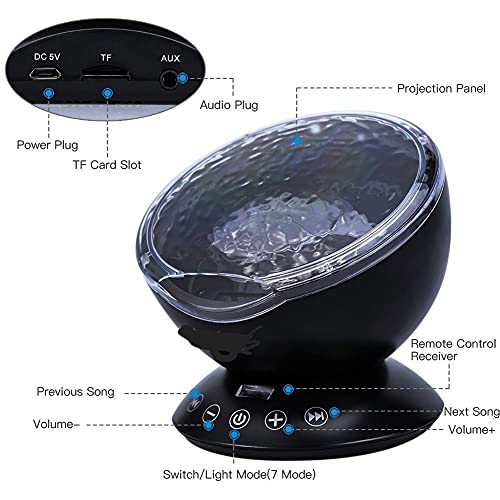 DC 5V
TF
AUX
Audio Plug
Power Plug
TF Card Slot
Projection Panel
Remote Control
Receiver
Previous Song
Volume-
Next Song
Volume+
Switch/Light Mode(7 Mode)